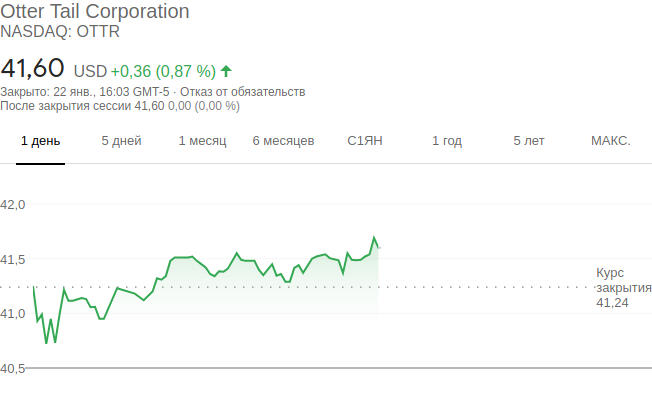 Otter Tail Corporation
NASDAQ: OTTR
41,60 USD +0,36 (0,87 %)
Закрыто: 22 янв., 16:03 GMT-5 · Отказ от обязательств
После закрытия сессии 41,60 0,00 (0,00 %)
1 день 5 дней 1 месяц 6 месяцев С1ЯН 1 год 5 лет МАКС.
42,0
41,5
Курс
закрытия
41,24
41,0
40,5